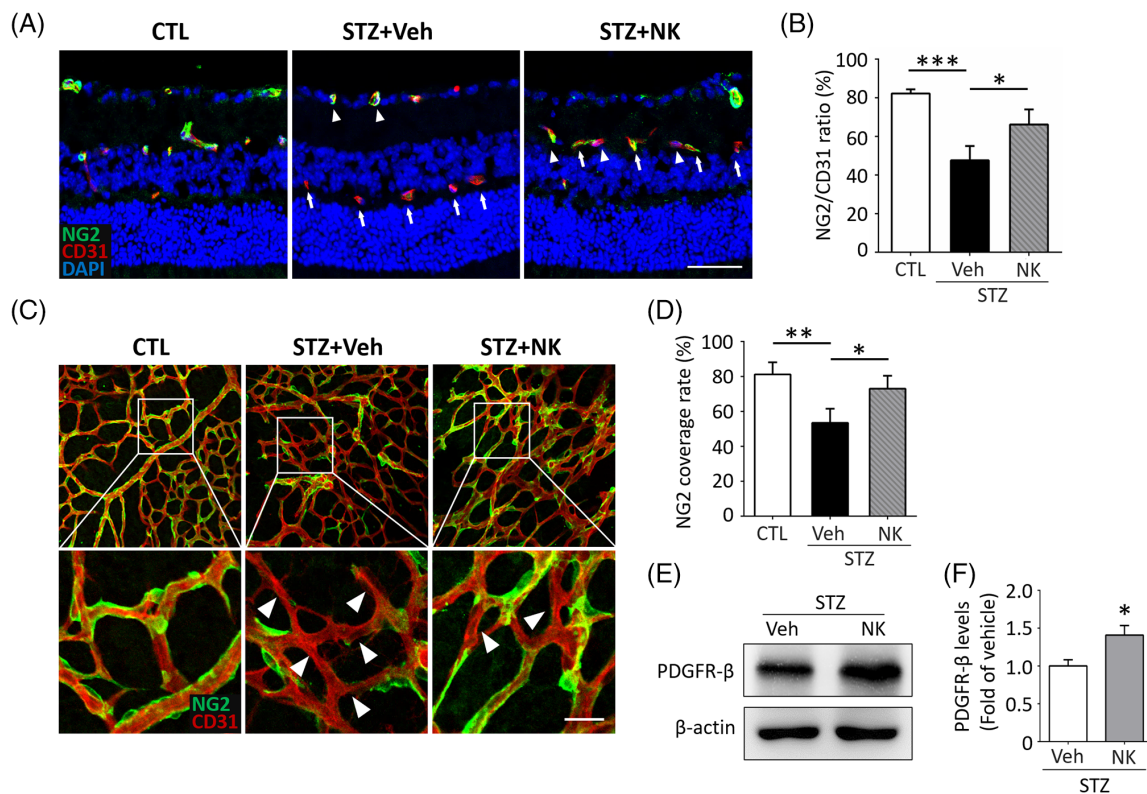 (A)
CTL
STZ+Veh
STZ+NK
NG2
CD31
DAPI
(B)
NG2/CD31 ratio (%)
100
80
60
40
20
0
***
*
CTL
Veh
NK
STZ
(C)
CTL
STZ+Veh
STZ+NK
NG2
CD31
(D)
NG2 coverage rate (%)
100
80
60
40
20
0
**
*
CTL
Veh
NK
STZ
(E)
STZ
Veh
NK
PDGFR-β
β-actin
(F)
PDGFR-β levels
(Fold of vehicle)
2.0
1.5
1.0
0.5
0.0
*
Veh
NK
STZ